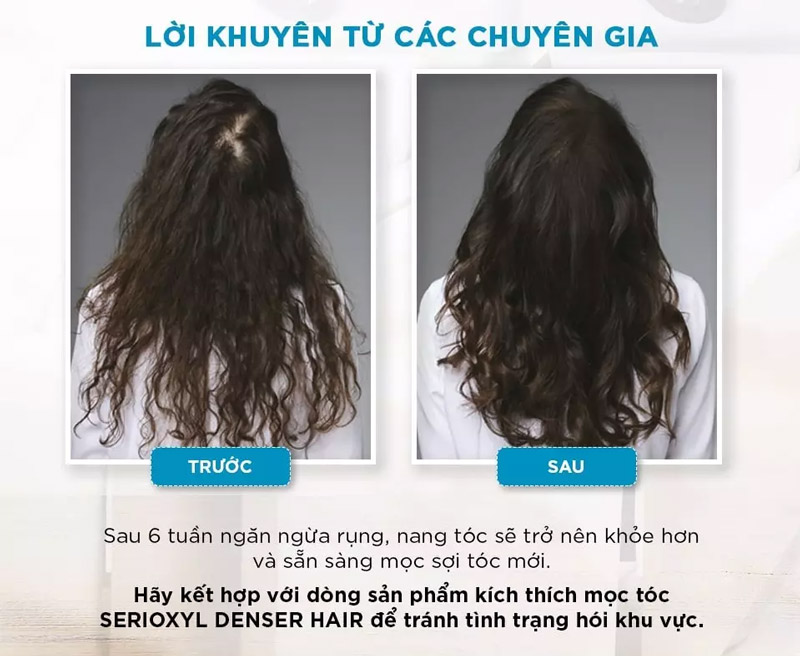 LỜI KHUYÊN TỪ CÁC CHUYÊN GIA
TRƯỚC
SAU
Sau 6 tuần ngăn ngừa rụng, nang tóc sẽ trở nên khỏe hơn
và sẵn sàng mọc sợi tóc mới.
Hãy kết hợp với dòng sản phẩm kích thích mọc tóc
SERIOXYL DENSER HAIR để tránh tình trạng hói khu vực.